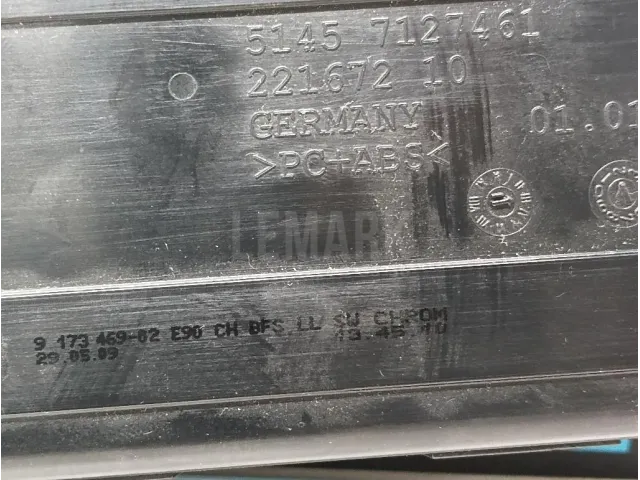 5145 7127461
221672 10
GERMANY 01.01
>PC+ABS<
LEMAR
9 173 469-02 E90 CH BFS LL SW CHROM
29.05.09 13.45.10